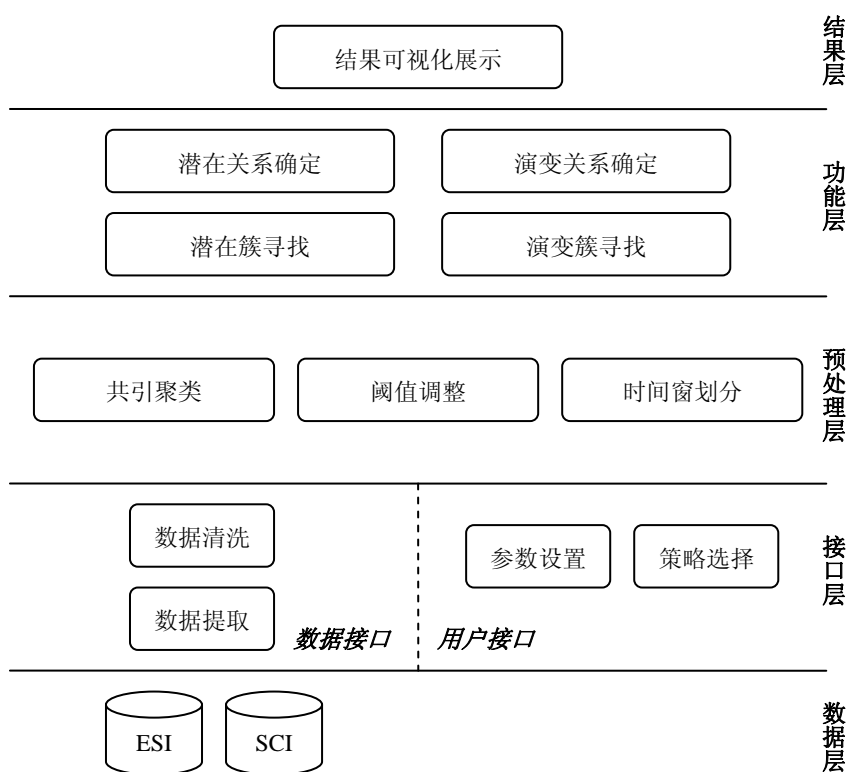 结果可视化展示
结果层
潜在关系确定
演变关系确定
潜在簇寻找
演变簇寻找
功能层
共引聚类
阈值调整
时间窗划分
预处理层
数据清洗
参数设置
策略选择
数据提取
数据接口
用户接口
接口层
ESI
SCI
数据层